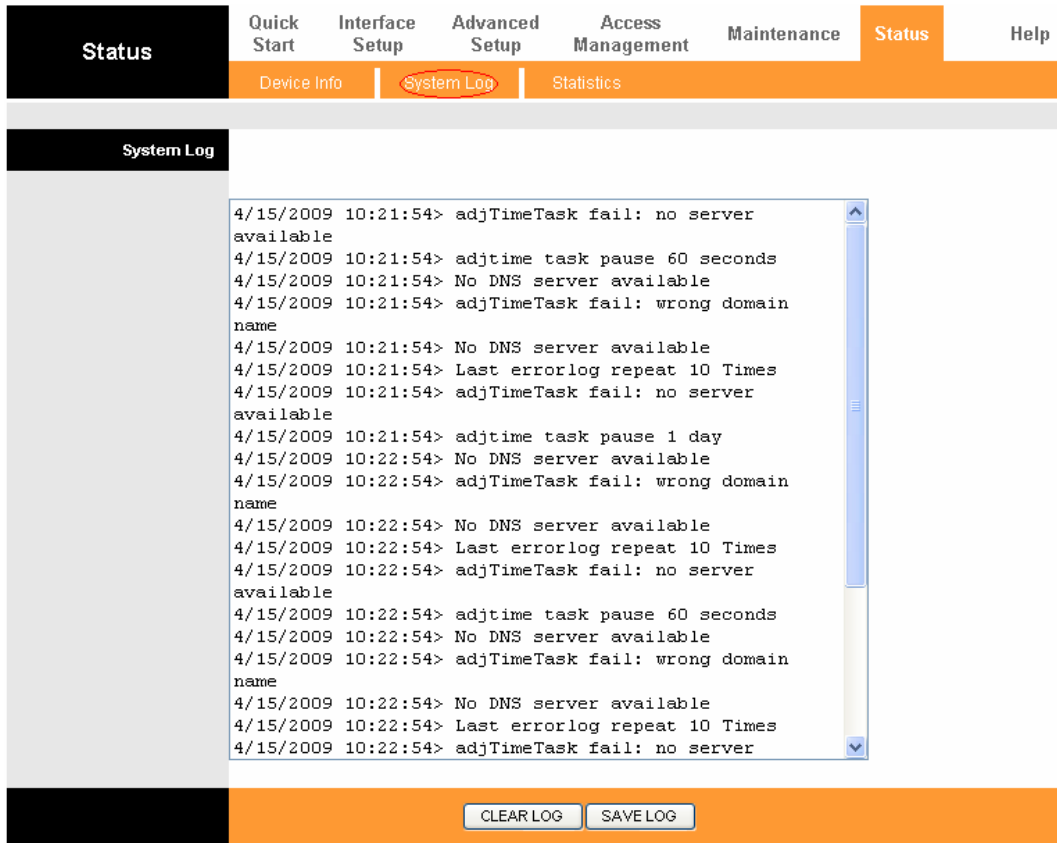 Status
Quick Start
Interface Setup
Advanced Setup
Access Management
Maintenance
Status
Help
Device Info
System Log
Statistics
System Log
4/15/2009 10:21:54> adjTimeTask fail: no server
available
4/15/2009 10:21:54> adjtime task pause 60 seconds
4/15/2009 10:21:54> No DNS server available
4/15/2009 10:21:54> adjTimeTask fail: wrong domain
name
4/15/2009 10:21:54> No DNS server available
4/15/2009 10:21:54> Last errorlog repeat 10 Times
4/15/2009 10:21:54> adjTimeTask fail: no server
available
4/15/2009 10:21:54> adjtime task pause 1 day
4/15/2009 10:22:54> No DNS server available
4/15/2009 10:22:54> adjTimeTask fail: wrong domain
name
4/15/2009 10:22:54> No DNS server available
4/15/2009 10:22:54> Last errorlog repeat 10 Times
4/15/2009 10:22:54> adjTimeTask fail: no server
available
4/15/2009 10:22:54> adjtime task pause 60 seconds
4/15/2009 10:22:54> No DNS server available
4/15/2009 10:22:54> adjTimeTask fail: wrong domain
name
4/15/2009 10:22:54> No DNS server available
4/15/2009 10:22:54> Last errorlog repeat 10 Times
4/15/2009 10:22:54> adjTimeTask fail: no server
CLEAR LOG
SAVE LOG